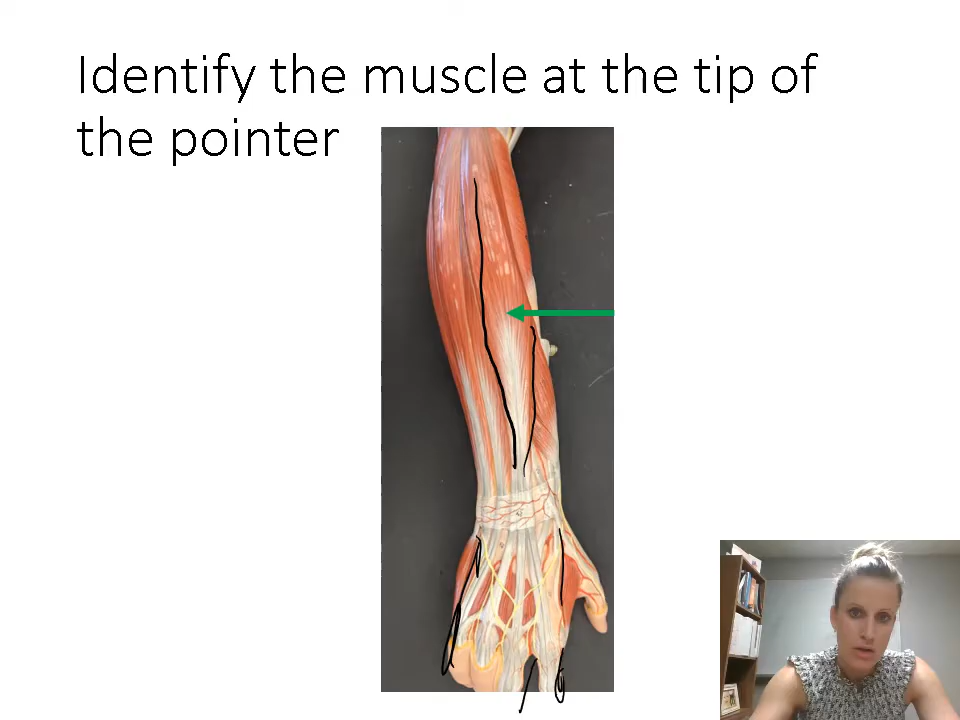 Identify the muscle at the tip of
the pointer